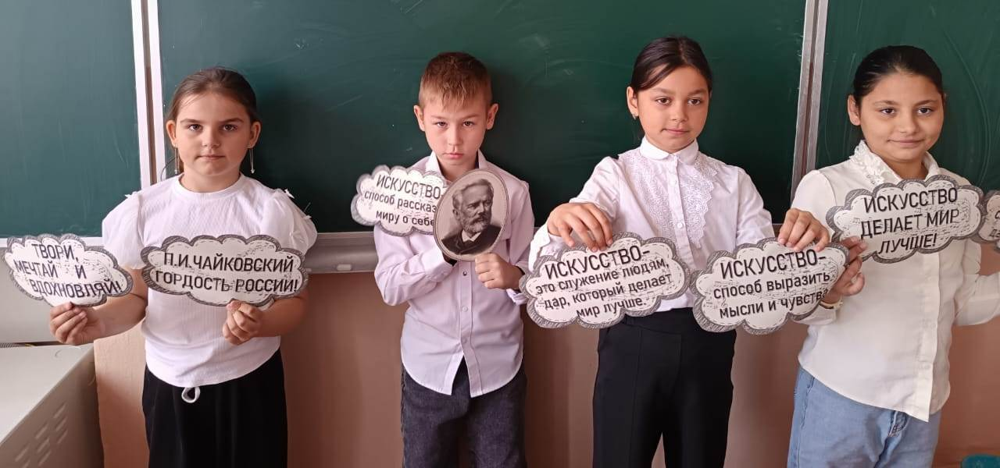 ТВОРИ,
МЕЧТАЙ И
ВДОХНОВЛЯЙ!
П.И.ЧАЙКОВСКИЙ
ГОРДОСТЬ РОССИИ!
ИСКУССТВО-
способ расска
миру о себе
ИСКУССТВО-
это служение людям,
дар, который делает
мир лучше
ИСКУССТВО-
способ выразить
мысли и чувства
ИСКУССТВО
ДЕЛАЕТ МИР
ЛУЧШЕ!